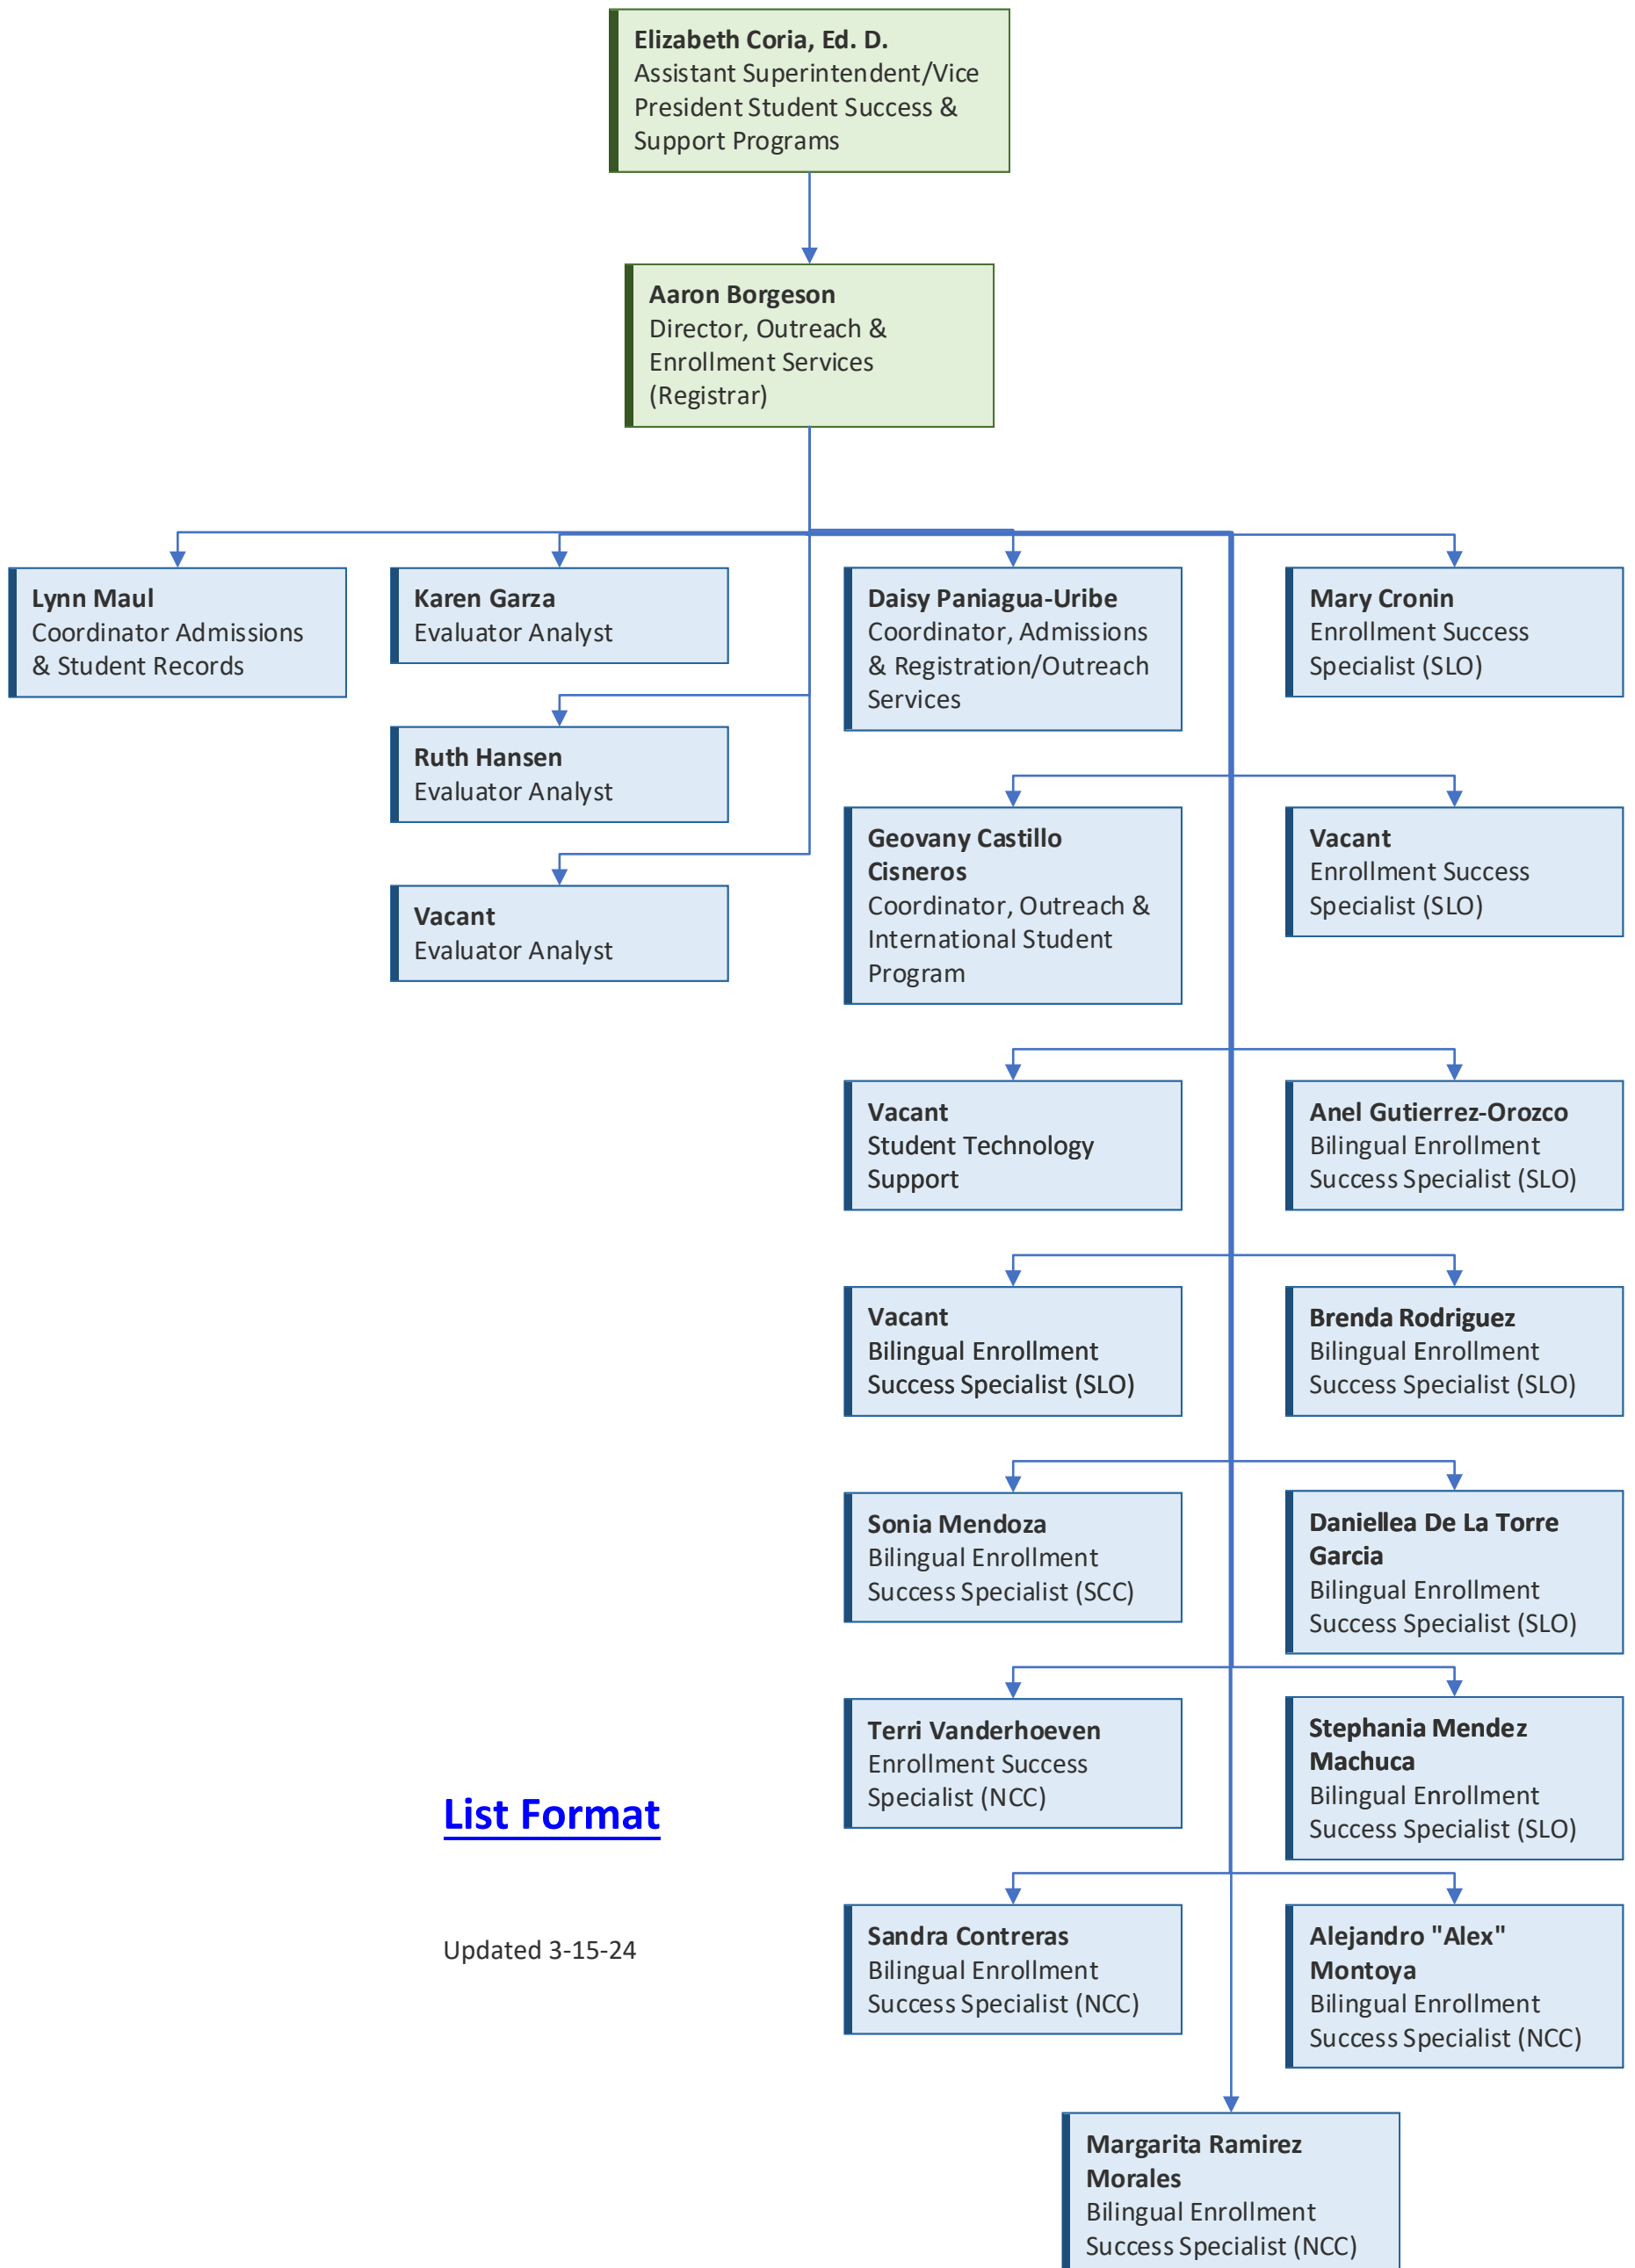 Elizabeth Coria, Ed. D.
Assistant Superintendent/Vice
President Student Success &
Support Programs
Aaron Borgeson
Director, Outreach &
Enrollment Services
(Registrar)
Lynn Maul
Coordinator Admissions
& Student Records
Karen Garza
Evaluator Analyst
Daisy Paniagua-Uribe
Coordinator, Admissions
& Registration/Outreach
Services
Mary Cronin
Enrollment Success
Specialist (SLO)
Ruth Hansen
Evaluator Analyst
Geovany Castillo
Cisneros
Coordinator, Outreach &
International Student
Program
Vacant
Enrollment Success
Specialist (SLO)
Vacant
Evaluator Analyst
Vacant
Student Technology
Support
Anel Gutierrez-Orozco
Bilingual Enrollment
Success Specialist (SLO)
Vacant
Bilingual Enrollment
Success Specialist (SLO)
Brenda Rodriguez
Bilingual Enrollment
Success Specialist (SLO)
Sonia Mendoza
Bilingual Enrollment
Success Specialist (SCC)
Daniellea De La Torre
Garcia
Bilingual Enrollment
Success Specialist (SLO)
Terri Vanderhoeven
Enrollment Success
Specialist (NCC)
Stephania Mendez
Machuca
Bilingual Enrollment
Success Specialist (SLO)
List Format
Updated 3-15-24
Sandra Contreras
Bilingual Enrollment
Success Specialist (NCC)
Alejandro "Alex"
Montoya
Bilingual Enrollment
Success Specialist (NCC)
Margarita Ramirez
Morales
Bilingual Enrollment
Success Specialist (NCC)